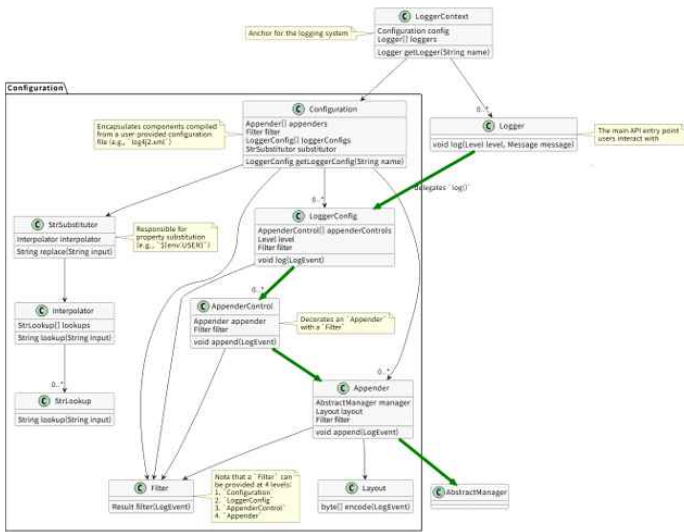 LoggerContext
Configuration config
Logger[] loggers
Logger getLogger(String name)
Anchor for the logging system
Configuration
Configuration
Appender[] appenders
Filter filter
LoggerConfig[] loggerConfigs
StrSubstitutor substitutor
LoggerConfig getLoggerConfig(String name)
Encapsulates components compiled
from a user provided configuration
file (e.g., `log4j2.xml`)
0..*
Logger
void log(Level level, Message message)
The main API entry point
users interact with
delegates `log()`
0..*
LoggerConfig
AppenderControl[] appenderControls
Level level
Filter filter
void log(LogEvent)
StrSubstitutor
Interpolator interpolator
String replace(String input)
Responsible for
property substitution
(e.g., `${env:USER}`)
0..*
AppenderControl
Appender appender
Filter filter
void append(LogEvent)
Decorates an `Appender`
with a `Filter`
Interpolator
StrLookup[] lookups
String lookup(String input)
0..*
StrLookup
String lookup(String input)
0..*
Appender
AbstractManager manager
Layout layout
Filter filter
void append(LogEvent)
Filter
Result filter(LogEvent)
Note that a `Filter` can
be provided at 4 levels:
1. `Configuration`
2. `LoggerConfig`
3. `AppenderControl`
4. `Appender`
Layout
byte[] encode(LogEvent)
AbstractManager